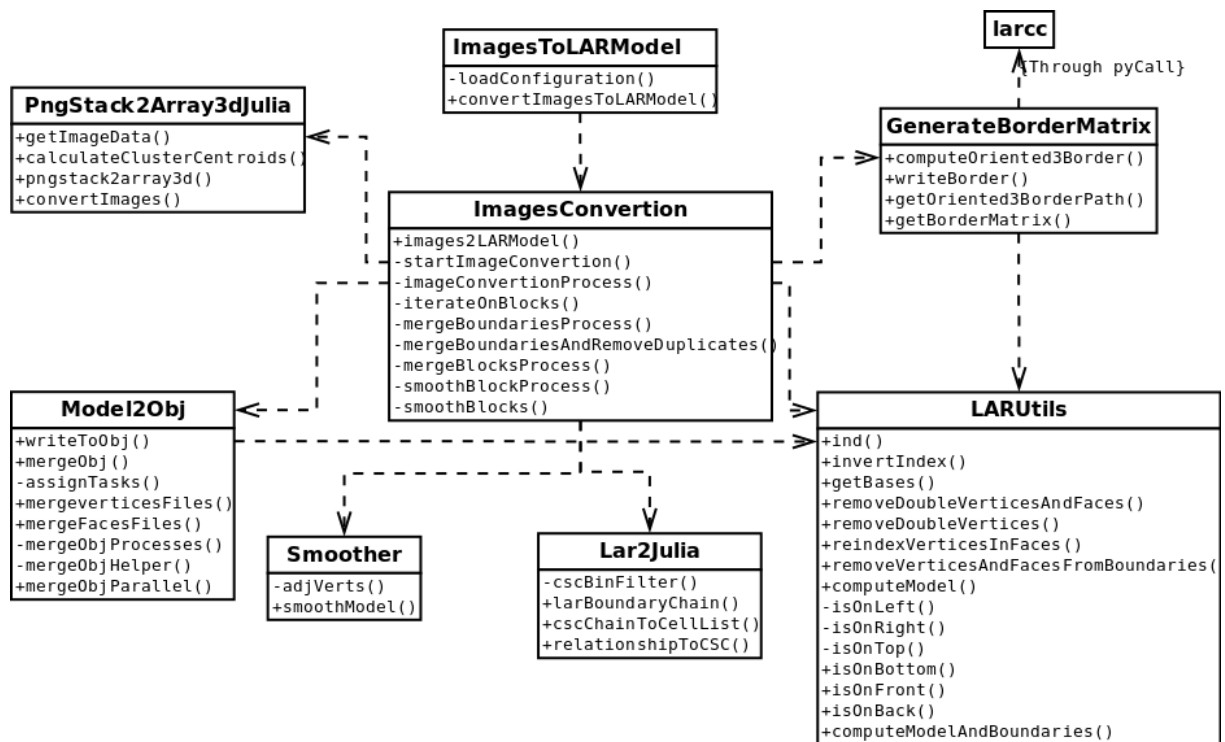 ImagesToLARModel
-loadConfiguration()
+convertImagesToLARModel()
larcc
{Through pyCall}
PngStack2Array3dJulia
+getImageData()
+calculateClusterCentroids()
+pngstack2array3d()
+convertImages()
GenerateBorderMatrix
+computeOriented3Border()
+writeBorder()
+getOriented3BorderPath()
+getBorderMatrix()
ImagesConvertion
+images2LARModel()
-startImageConvertion()
-imageConvertionProcess()
-iterateOnBlocks()
-mergeBoundariesProcess()
-mergeBoundariesAndRemoveDuplicates()
-mergeBlocksProcess()
-smoothBlockProcess()
-smoothBlocks()
Model2Obj
+writeToObj()
+mergeObj()
-assignTasks()
+mergeverticesFiles()
+mergeFacesFiles()
-mergeObjProcesses()
-mergeObjHelper()
+mergeObjParallel()
Smoother
-adjVerts()
+smoothModel()
Lar2Julia
-cscBinFilter()
+larBoundaryChain()
+cscChainToCellList()
+relationshipToCSC()
LARUtils
+ind()
+invertIndex()
+getBases()
+removeDoubleVerticesAndFaces()
+removeDoubleVertices()
+reindexVerticesInFaces()
+removeVerticesAndFacesFromBoundaries(
+computeModel()
-isOnLeft()
-isOnRight()
-isOnTop()
+isOnBottom()
+isOnFront()
+isOnBack()
+computeModelAndBoundaries()